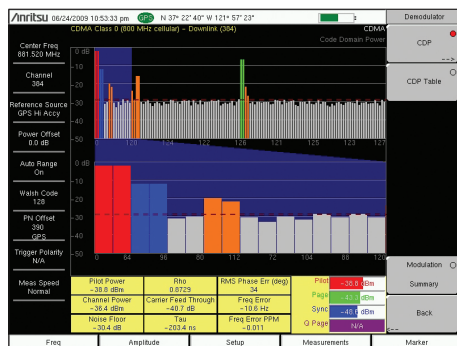 Anritsu 06/24/2009 10:53:33 pm GPS N 37° 22' 40" W 121° 57' 23"
Demodulator
CDMA Class 0 (800 MHz cellular) - Downlink (384)
CDMA
Code Domain Power
CDP
-->
CDP Table
Center Freq
881.520 MHz
Channel
384
Reference Source
GPS Hi Accy
Power Offset
0.0 dB
Auto Range
On
Walsh Code
128
PN Offset
390
GPS
Trigger Polarity
N/A
Meas Speed
Normal
0 dB
-10
-20
-30
-40
-50
0 120 124 122 126 121 125 123 127
0 dB
-10
-20
-30
-40
-50
0 64 96 80 112 72 104 88 120
Pilot Power
-38.8 dBm
Rho
0.8729
RMS Phase Err (deg)
34
Channel Power
-36.4 dBm
Carrier Feed Through
-40.7 dB
Freq Error
-10.6 Hz
Noise Floor
-30.4 dB
Tau
-203.4 ns
Freq Error PPM
-0.011
Pilot -38.8 dBm
Page dBm
Sync dBm
Q Page N/A
Modulation
Summary
Back
<--
Freq Amplitude Setup Measurements Marker